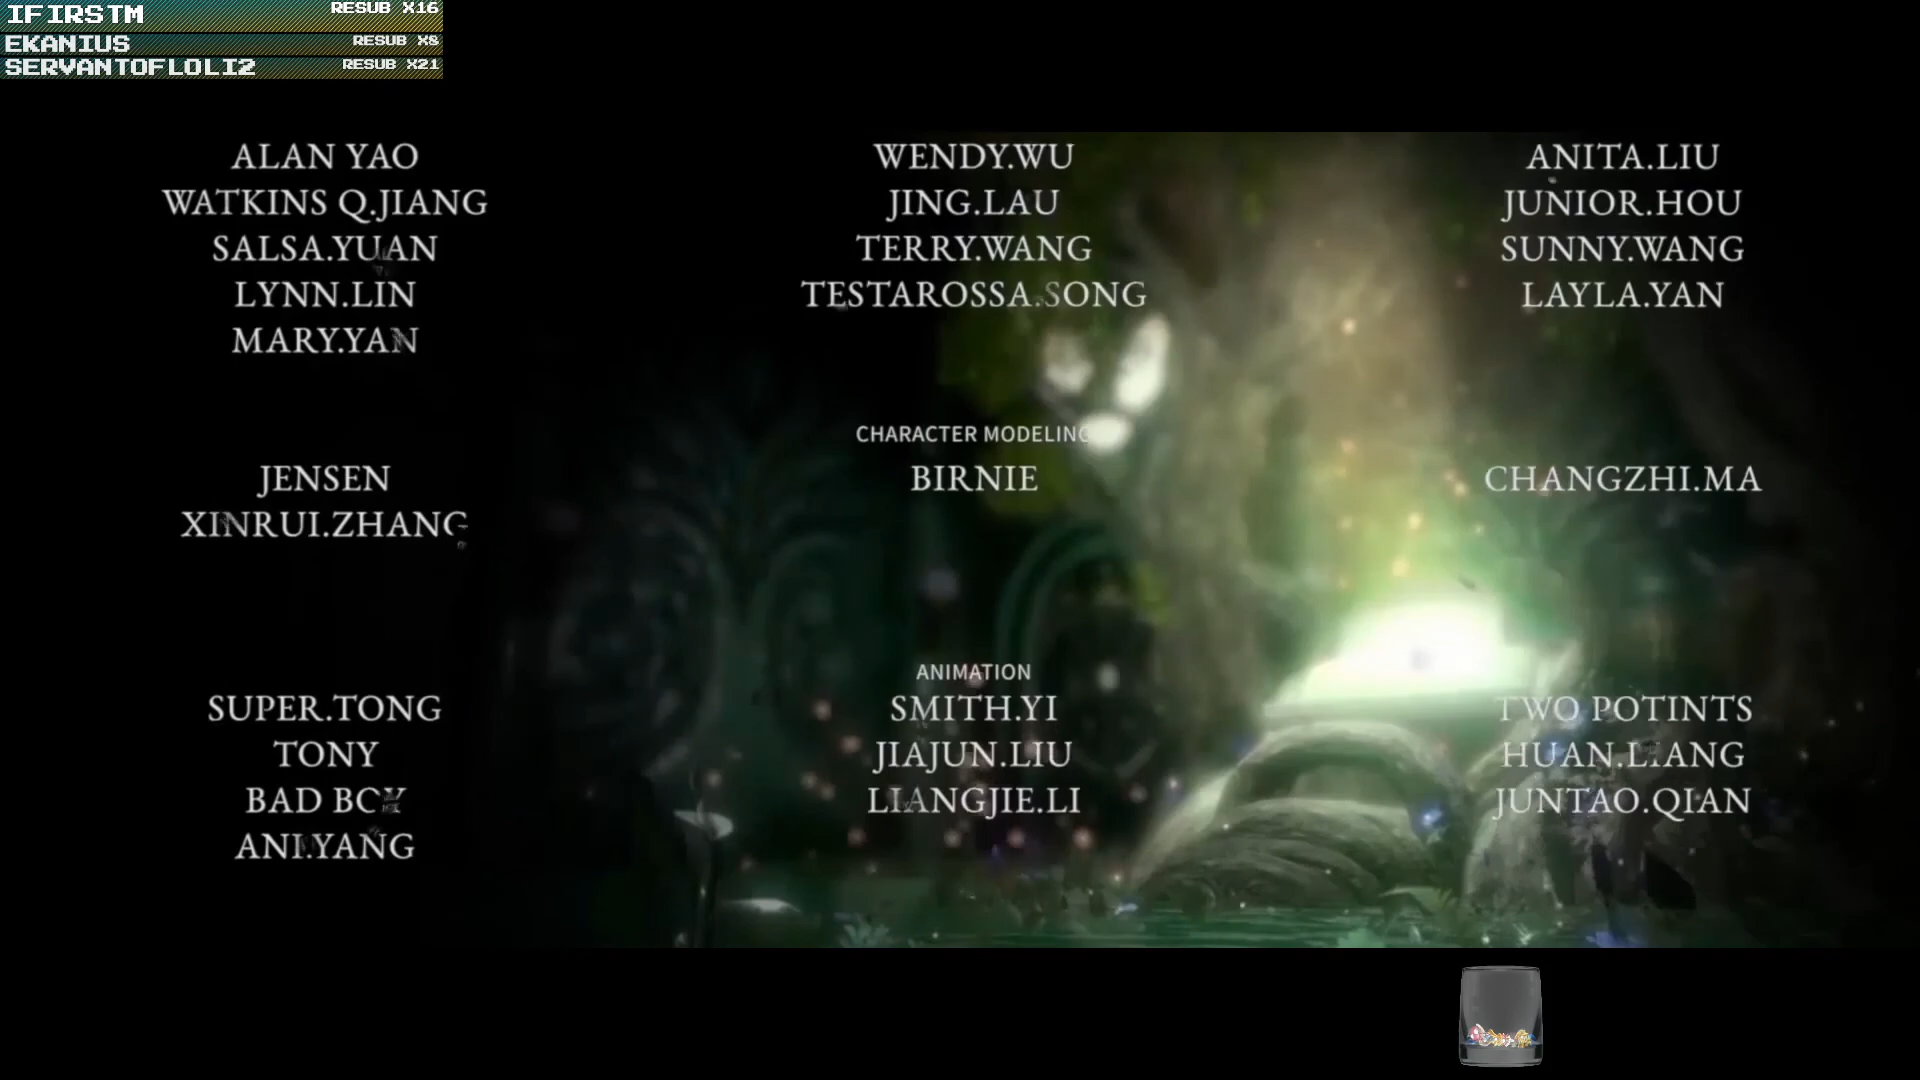 IFIRSTM RESUB X16
EKANIUS RESUB X8
SERVANTOFLOLI2 RESUB X21
ALAN YAO WENDY.WU ANITA.LIU
WATKINS Q.JIANG JING.LAU JUNIOR.HOU
SALSA.YUAN TERRY.WANG SUNNY.WANG
LYNN.LIN TESTAROSSA.SONG LAYLA.YAN
MARY.YAN
CHARACTER MODELING
JENSEN BIRNIE CHANGZHI.MA
XINRUI.ZHANG
ANIMATION
SUPER.TONG SMITH.YI TWO POTINTS
TONY JIAJUN.LIU HUAN.LIANG
BAD BOY LIANGJIE.LI JUNTAO.QIAN
ANI.YANG